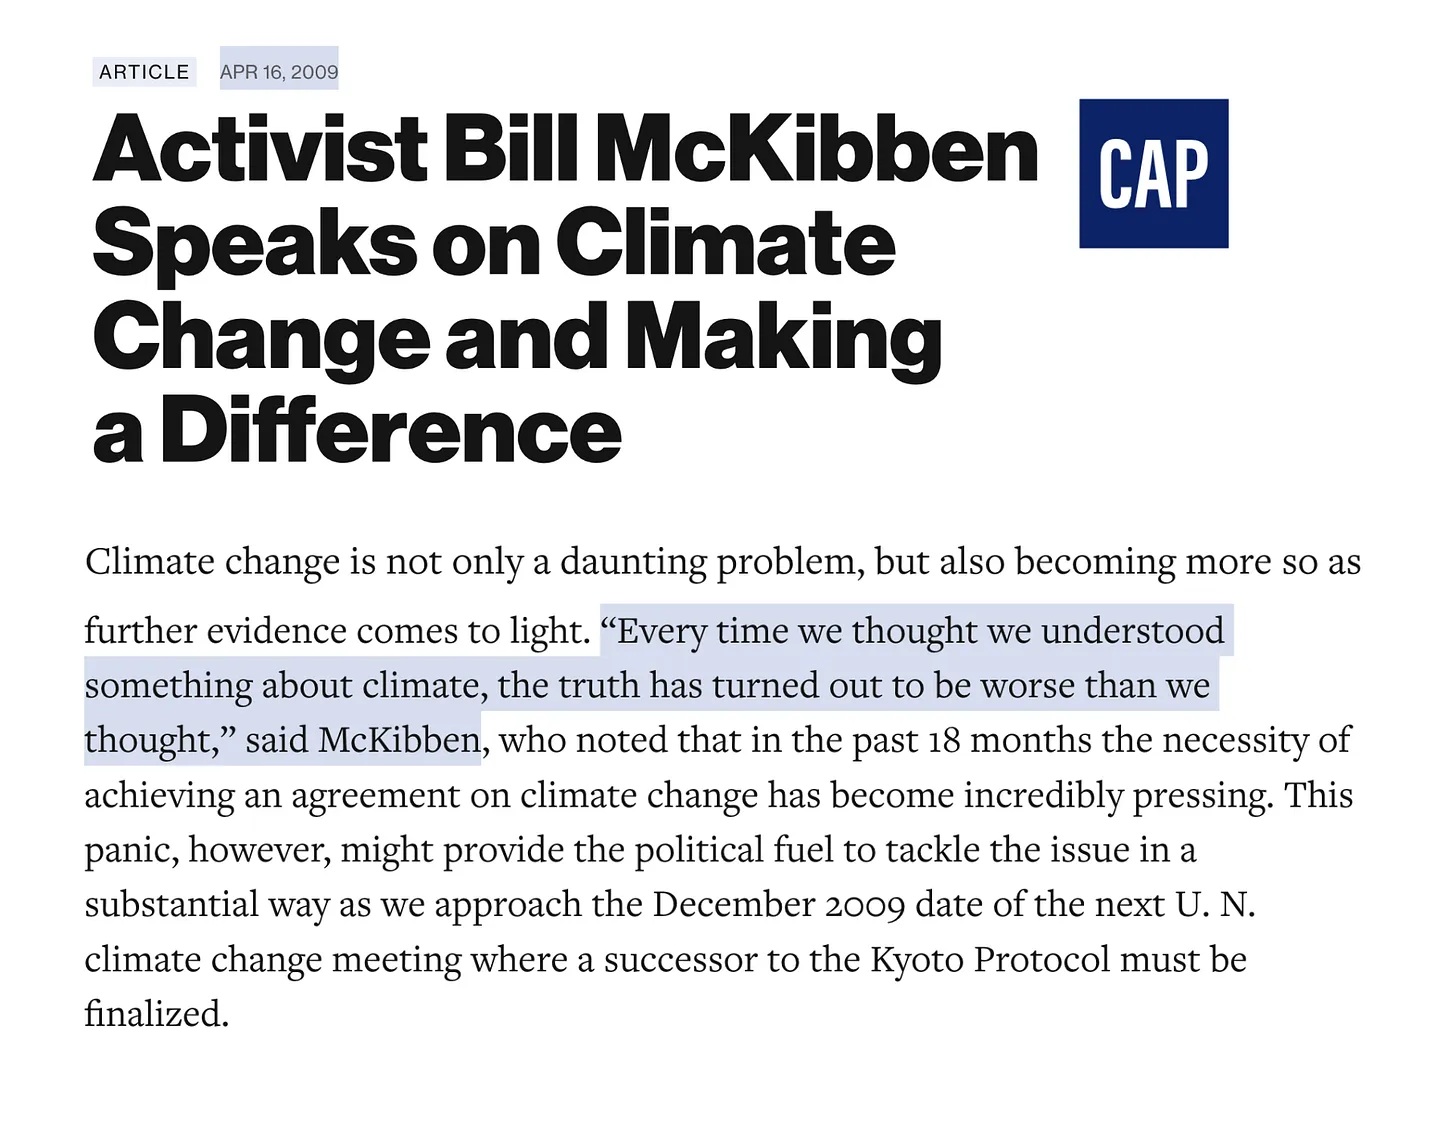 ARTICLE APR 16, 2009
Activist Bill McKibben
Speaks on Climate
Change and Making
a Difference
CAP
Climate change is not only a daunting problem, but also becoming more so as
further evidence comes to light. “Every time we thought we understood
something about climate, the truth has turned out to be worse than we
thought,” said McKibben, who noted that in the past 18 months the necessity of
achieving an agreement on climate change has become incredibly pressing. This
panic, however, might provide the political fuel to tackle the issue in a
substantial way as we approach the December 2009 date of the next U. N.
climate change meeting where a successor to the Kyoto Protocol must be
finalized.